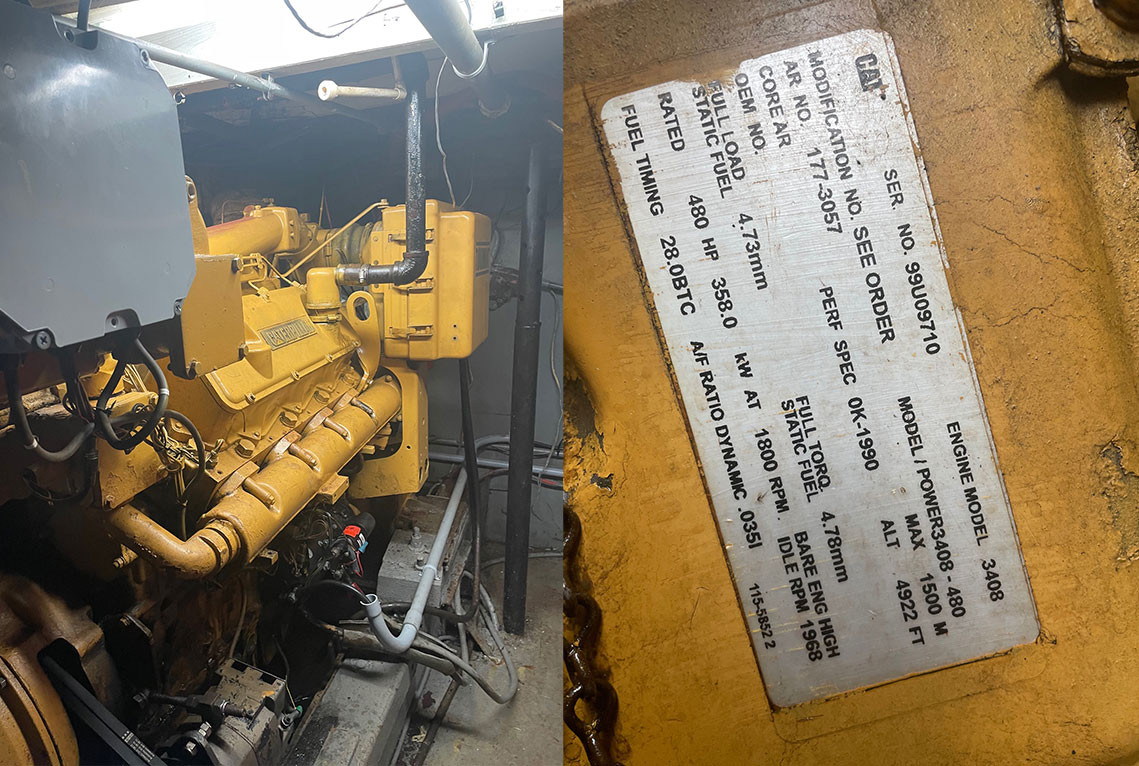 CATERPILLAR
CAT
SER. NO. 99U09710 ENGINE MODEL 3408
MODIFICATION NO. SEE ORDER MODEL / POWER3408 - 480
AR NO. 177-3057 PERF SPEC 0K-1990 MAX 1500 M
CORE AR ALT 4922 FT
OEM NO.
FULL LOAD STATIC FUEL 4.73mm FULL TORQ STATIC FUEL 4.78mm
RATED 480 HP 358.0 kW AT 1800 RPM. BARE ENG HIGH IDLE RPM 1968
FUEL TIMING 28.0BTC A/F RATIO DYNAMIC .035I 115-5852 2